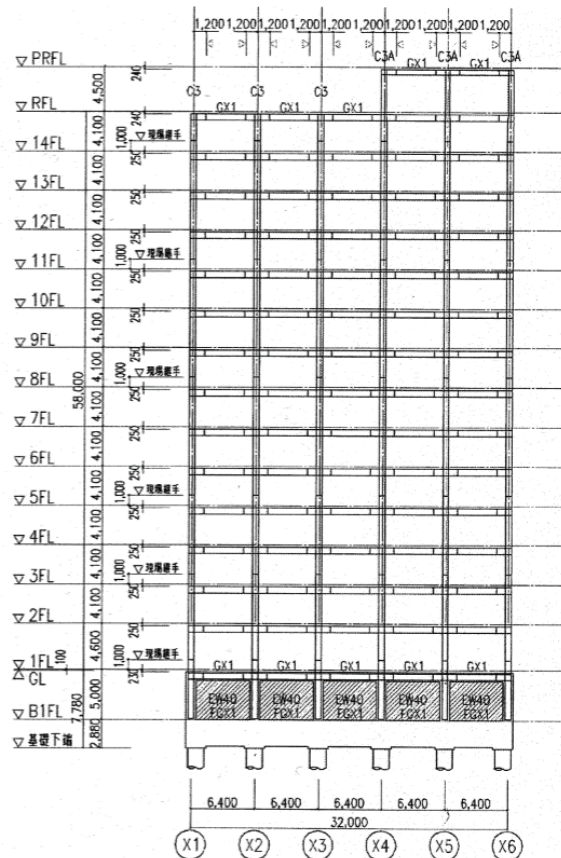 1,200 1,200 1,200 1,200 1,200 1,200 1,200 1,200 1,200 1,200
C3A GX1 C3A GX1 C3A
▽ PRFL
240
4,500
C3 C3 C3
GX1 GX1 GX1
▽ RFL
240
4,100
1,000
▽ 現場継手
▽ 14FL
250
4,100
▽ 13FL
250
4,100
▽ 12FL
250
4,100
1,000
▽ 現場継手
▽ 11FL
250
4,100
▽ 10FL
250
4,100
▽ 9FL
250
4,100
1,000
▽ 現場継手
▽ 8FL
250
58,000
4,100
▽ 7FL
250
4,100
▽ 6FL
250
4,100
1,000
▽ 現場継手
▽ 5FL
250
4,100
▽ 4FL
250
4,100
1,000
▽ 現場継手
▽ 3FL
250
4,100
▽ 2FL
250
4,600
1,000
▽ 現場継手
▽ 1FL
100
230
GX1 GX1 GX1 GX1 GX1
GL
5,000
7,780
EW40 EW40 EW40 EW40 EW40
FGX1 FGX1 FGX1 FGX1 FGX1
▽ B1FL
2,880
▽ 基礎下端
6,400 6,400 6,400 6,400 6,400
32,000
X1 X2 X3 X4 X5 X6